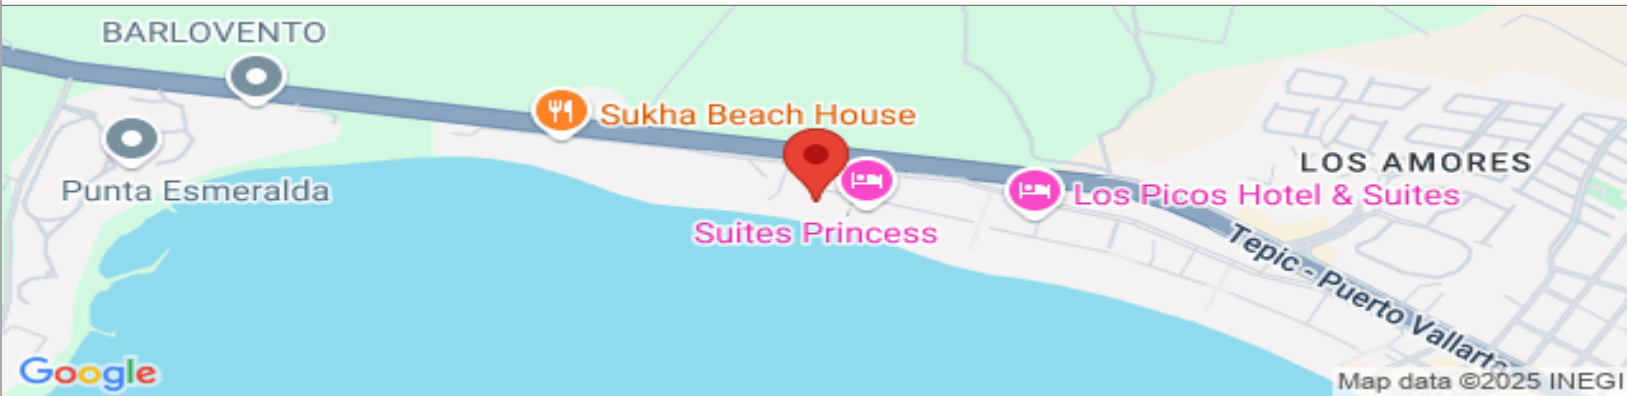 BARLOVENTO
Sukha Beach House
LOS AMORES
Punta Esmeralda
Los Picos Hotel & Suites
Suites Princess
Tepic - Puerto Vallarta
Google
Map data ©2025 INEGI